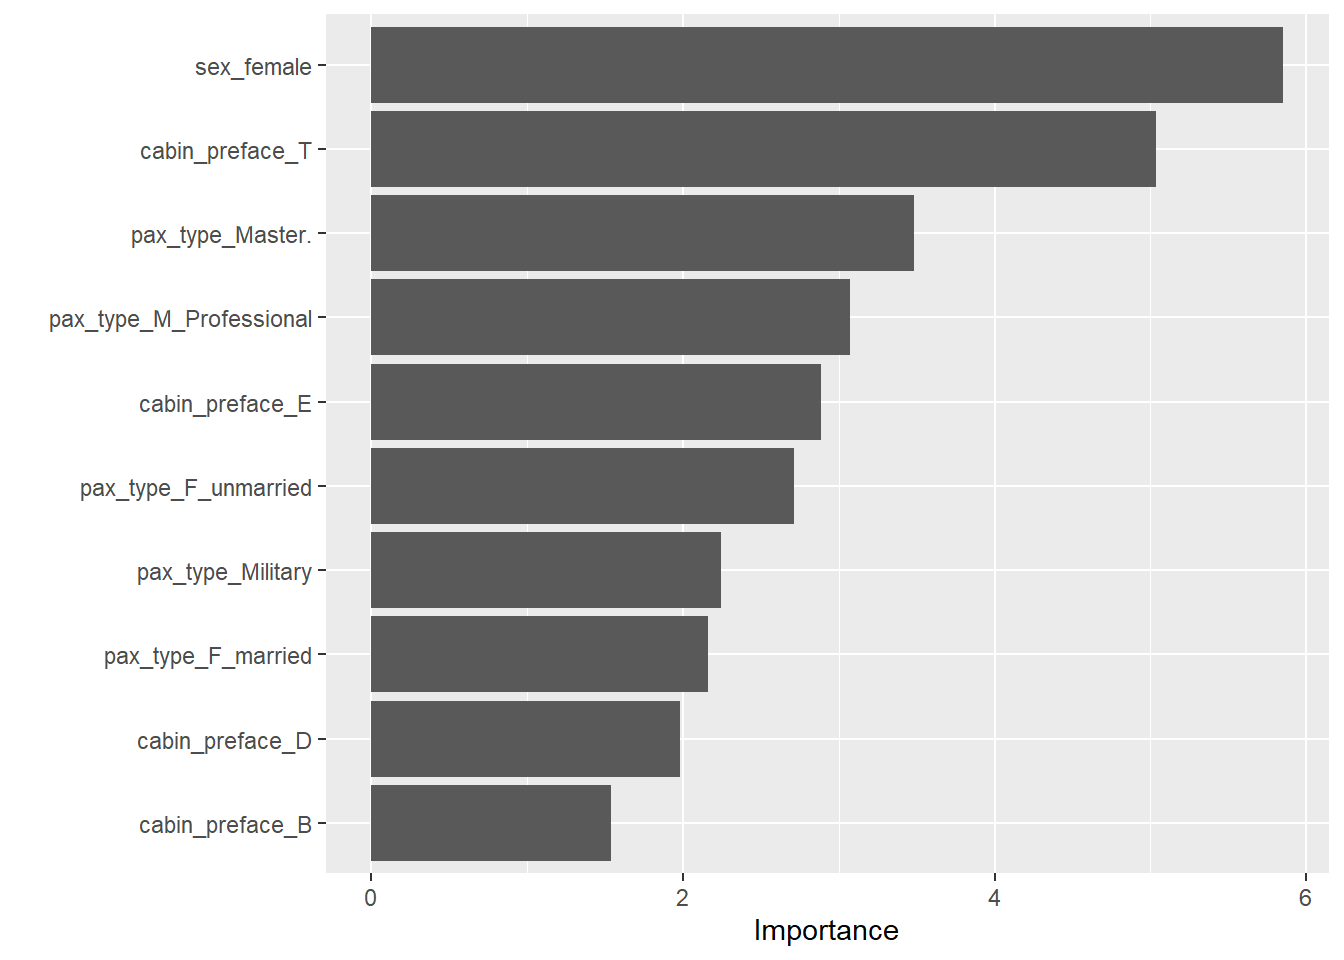 sex_female
cabin_preface_T
pax_type_Master.
pax_type_M_Professional
cabin_preface_E
pax_type_F_unmarried
pax_type_Military
pax_type_F_married
cabin_preface_D
cabin_preface_B
0 2 4 6
Importance